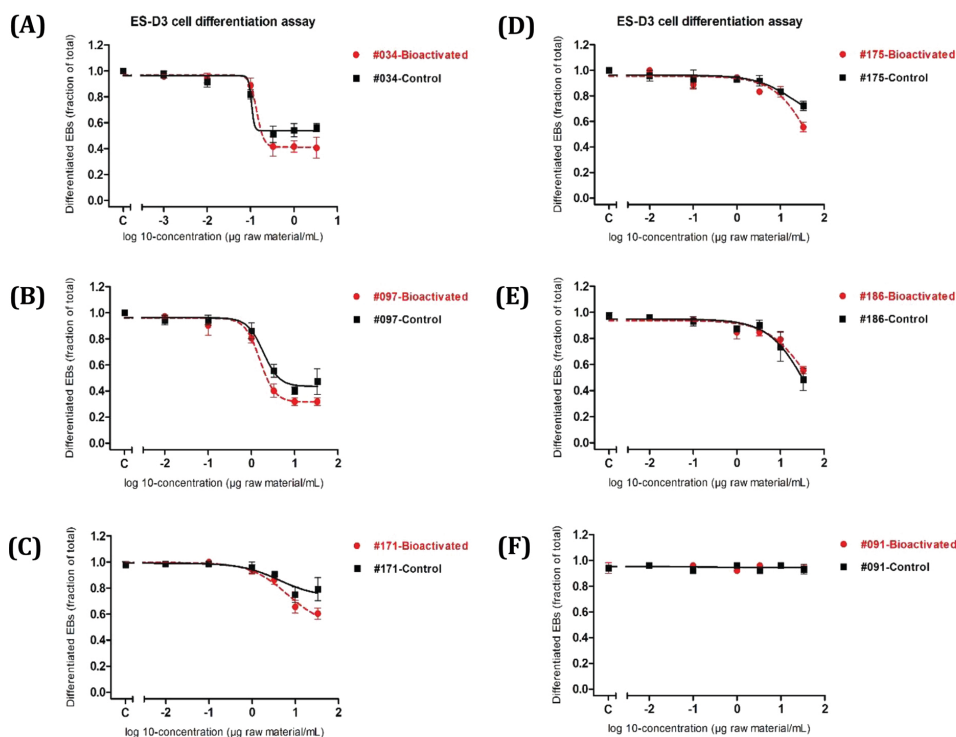 (A)
ES-D3 cell differentiation assay
#034-Bioactivated
#034-Control
Differentiated EBs (fraction of total)
1.2
1.0
0.8
0.6
0.4
0.2
0.0
C -3 -2 -1 0 1
log 10-concentration (µg raw material/mL)
(B)
#097-Bioactivated
#097-Control
Differentiated EBs (fraction of total)
1.2
1.0
0.8
0.6
0.4
0.2
0.0
C -2 -1 0 1 2
log 10-concentration (µg raw material/mL)
(C)
#171-Bioactivated
#171-Control
Differentiated EBs (fraction of total)
1.2
1.0
0.8
0.6
0.4
0.2
0.0
C -2 -1 0 1 2
log 10-concentration (µg raw material/mL)
(D)
ES-D3 cell differentiation assay
#175-Bioactivated
#175-Control
Differentiated EBs (fraction of total)
1.2
1.0
0.8
0.6
0.4
0.2
0.0
C -2 -1 0 1 2
log 10-concentration (µg raw material/mL)
(E)
#186-Bioactivated
#186-Control
Differentiated EBs (fraction of total)
1.2
1.0
0.8
0.6
0.4
0.2
0.0
C -2 -1 0 1 2
log 10-concentration (µg raw material/mL)
(F)
#091-Bioactivated
#091-Control
Differentiated EBs (fraction of total)
1.2
1.0
0.8
0.6
0.4
0.2
0.0
C -2 -1 0 1 2
log 10-concentration (µg raw material/mL)